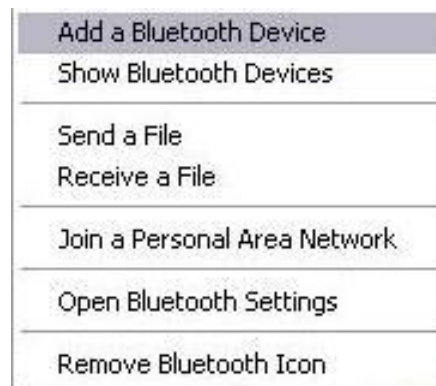 Add a Bluetooth Device
Show Bluetooth Devices
Send a File
Receive a File
Join a Personal Area Network
Open Bluetooth Settings
Remove Bluetooth Icon